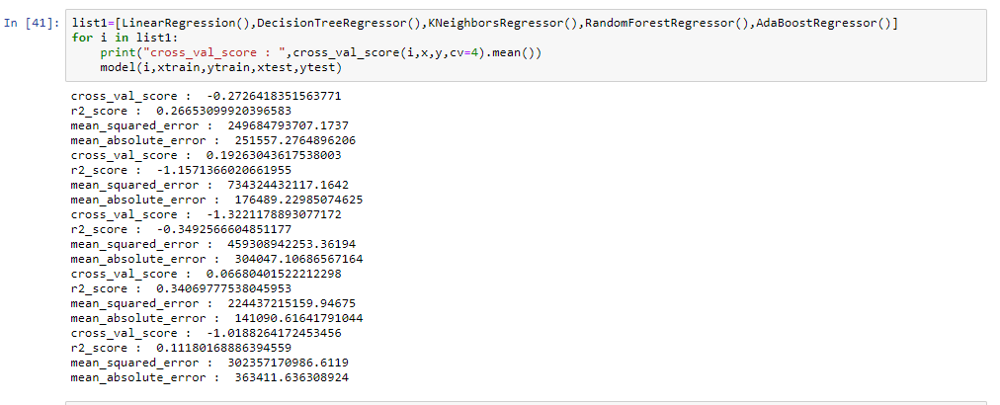 In [41]: list1=[LinearRegression(),DecisionTreeRegressor(),KNeighborsRegressor(),RandomForestRegressor(),AdaBoostRegressor()]
for i in list1:
    print("cross_val_score : ",cross_val_score(i,x,y,cv=4).mean())
    model(i,xtrain,ytrain,xtest,ytest)
cross_val_score :  -0.2726418351563771
r2_score :  0.26653099920396583
mean_squared_error :  249684793707.1737
mean_absolute_error :  251557.2764896206
cross_val_score :  0.19263043617538003
r2_score :  -1.1571366020661955
mean_squared_error :  734324432117.1642
mean_absolute_error :  176489.22985074625
cross_val_score :  -1.3221178893077172
r2_score :  -0.3492566604851177
mean_squared_error :  459308942253.36194
mean_absolute_error :  304047.10686567164
cross_val_score :  0.06680401522212298
r2_score :  0.34069777538045953
mean_squared_error :  224437215159.94675
mean_absolute_error :  141090.61641791044
cross_val_score :  -1.0188264172453456
r2_score :  0.11180168886394559
mean_squared_error :  302357170986.6119
mean_absolute_error :  363411.636308924